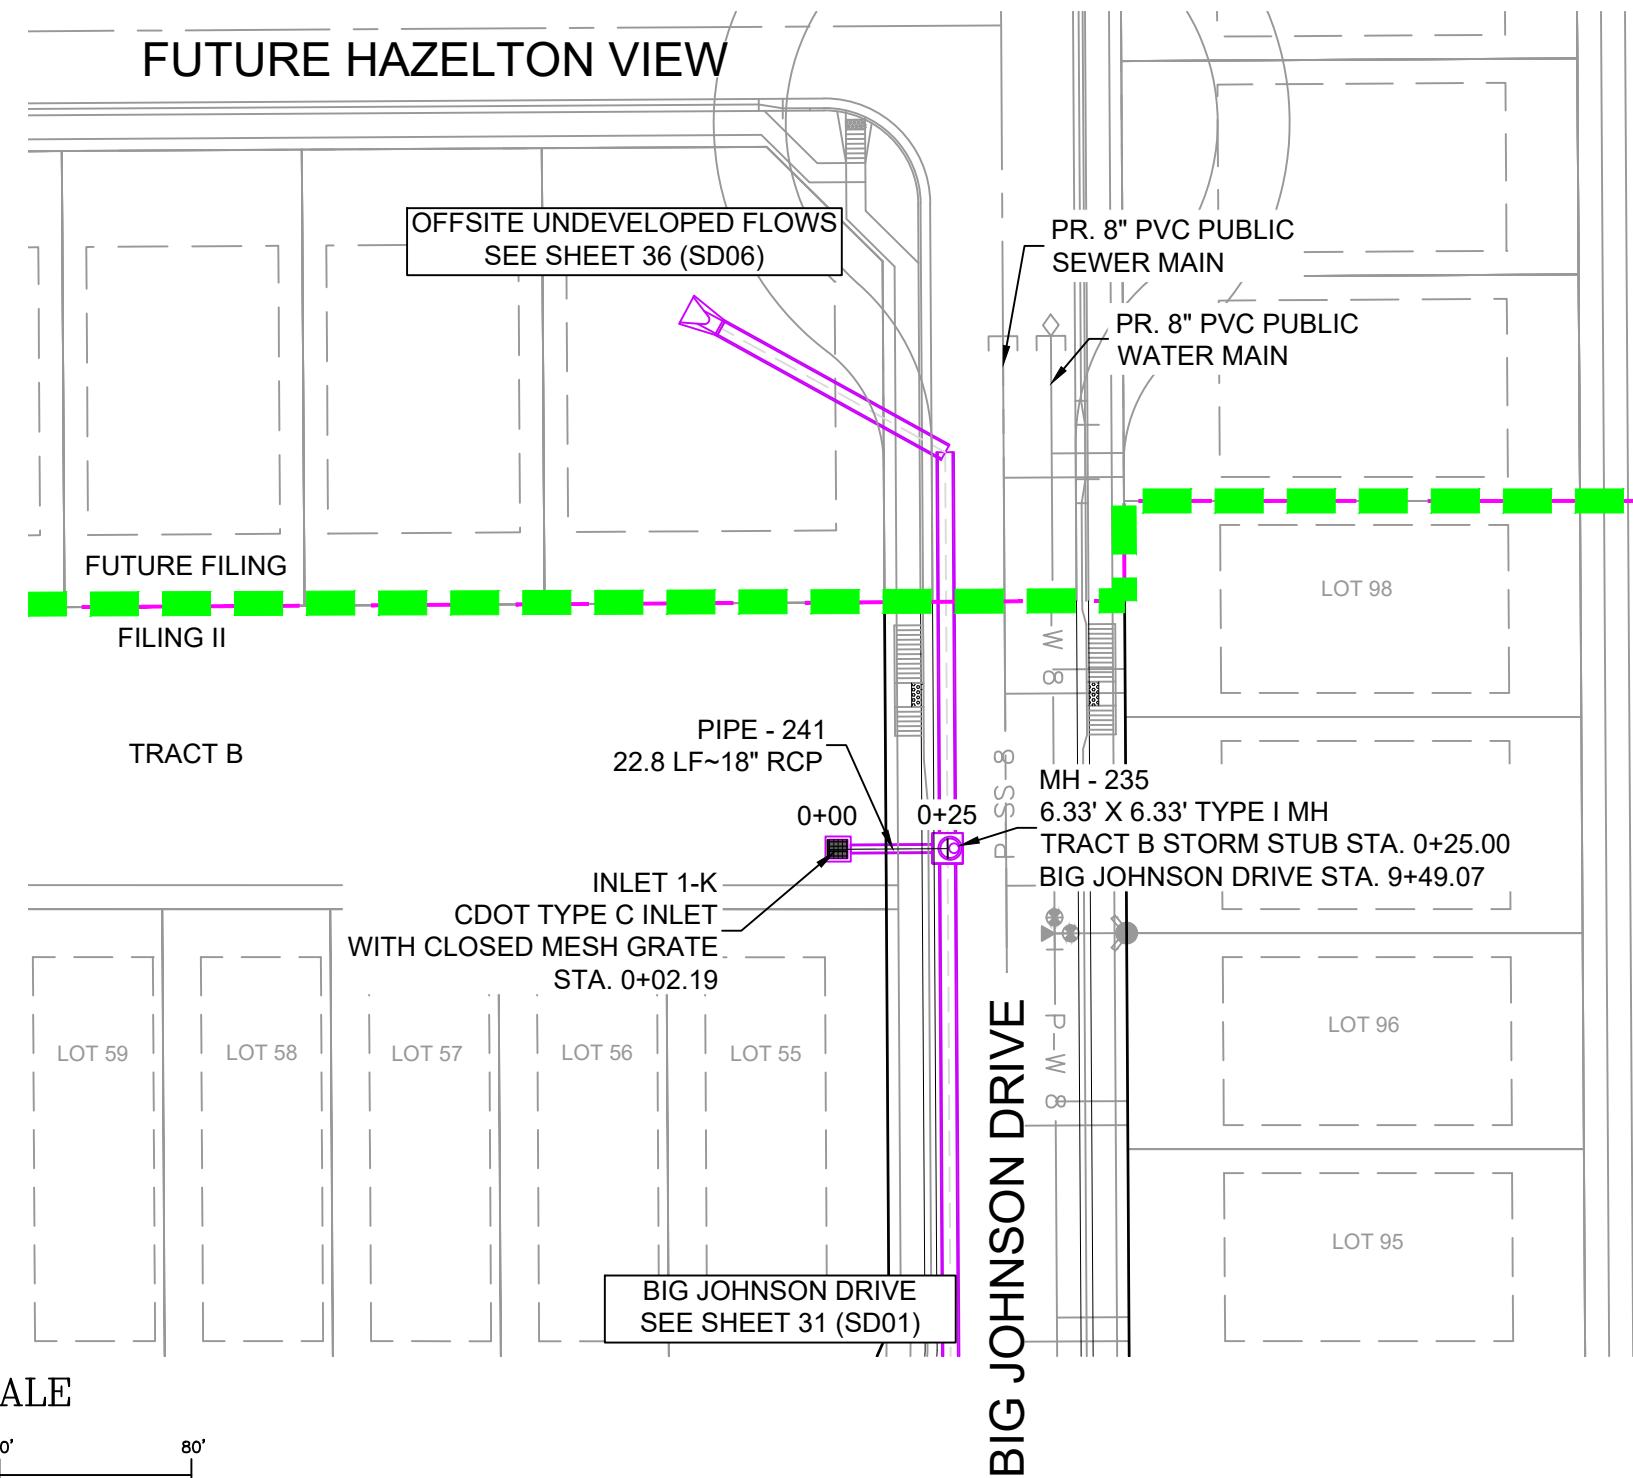 FUTURE HAZELTON VIEW
OFFSITE UNDEVELOPED FLOWS
SEE SHEET 36 (SD06)
PR. 8" PVC PUBLIC
SEWER MAIN
PR. 8" PVC PUBLIC
WATER MAIN
FUTURE FILING
FILING II
LOT 98
W 8
TRACT B
PIPE - 241
22.8 LF~18" RCP
0+00
0+25
P SS-8
MH - 235
6.33' X 6.33' TYPE I MH
TRACT B STORM STUB STA. 0+25.00
BIG JOHNSON DRIVE STA. 9+49.07
INLET 1-K
CDOT TYPE C INLET
WITH CLOSED MESH GRATE
STA. 0+02.19
LOT 59
LOT 58
LOT 57
LOT 56
LOT 55
P-W 8
LOT 96
LOT 95
BIG JOHNSON DRIVE
BIG JOHNSON DRIVE
SEE SHEET 31 (SD01)
ALE
0'
80'